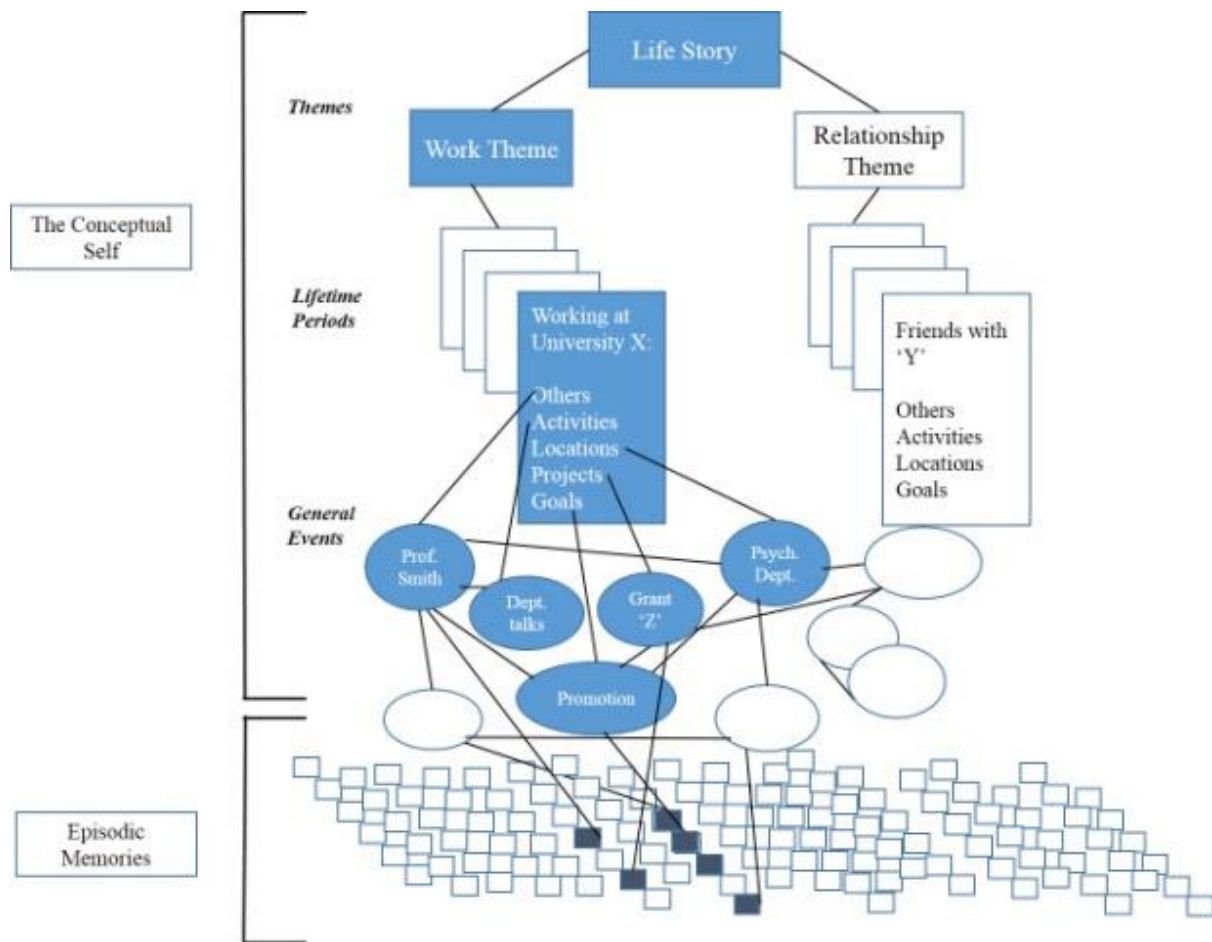 Life Story
Themes
Work Theme
Relationship
Theme
The Conceptual
Self
Lifetime
Periods
Working at
University X:
Others
Activities
Locations
Projects
Goals
Friends with
‘Y’
Others
Activities
Locations
Goals
General
Events
Prof.
Smith
Dept.
talks
Grant
‘Z’
Psych.
Dept.
Promotion
Episodic
Memories